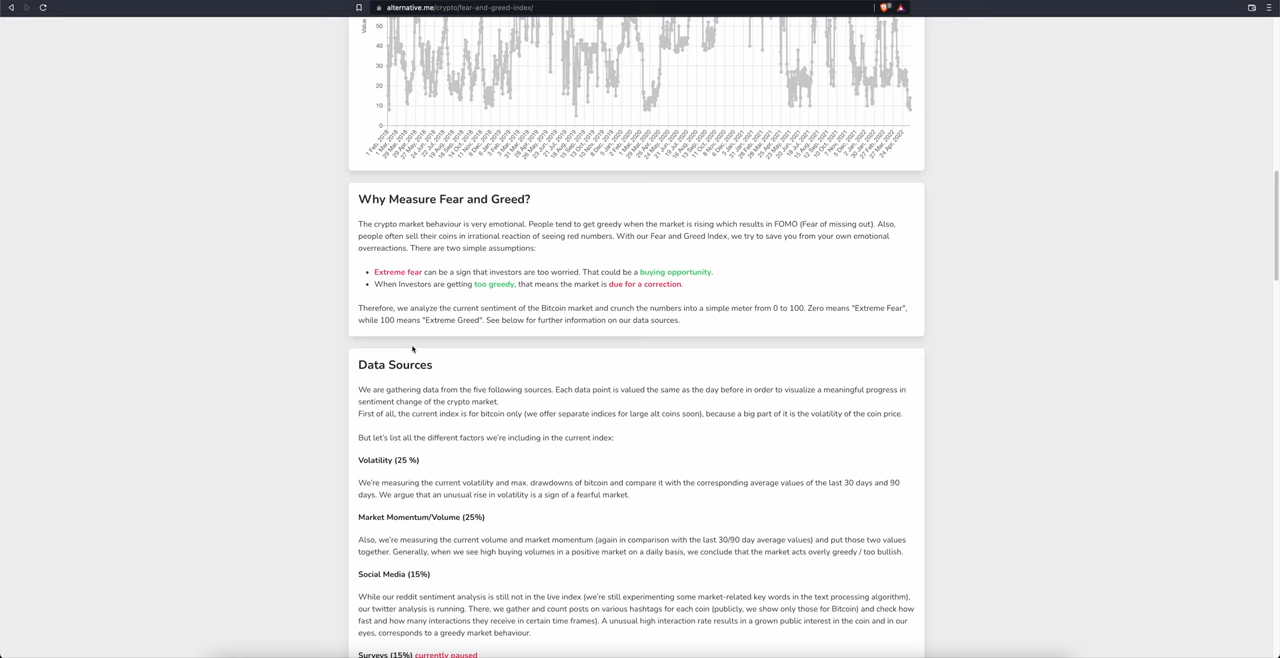 alternative.me/crypto/fear-and-greed-index/
50
40
30
20
10
0
Why Measure Fear and Greed?
The crypto market behaviour is very emotional. People tend to get greedy when the market is rising which results in FOMO (Fear of missing out). Also,
people often sell their coins in irrational reaction of seeing red numbers. With our Fear and Greed Index, we try to save you from your own emotional
overreactions. There are two simple assumptions:
• Extreme fear can be a sign that investors are too worried. That could be a buying opportunity.
• When Investors are getting too greedy, that means the market is due for a correction.
Therefore, we analyze the current sentiment of the Bitcoin market and crunch the numbers into a simple meter from 0 to 100. Zero means "Extreme Fear",
while 100 means "Extreme Greed". See below for further information on our data sources.
Data Sources
We are gathering data from the five following sources. Each data point is valued the same as the day before in order to visualize a meaningful progress in
sentiment change of the crypto market.
First of all, the current index is for bitcoin only (we offer separate indices for large alt coins soon), because a big part of it is the volatility of the coin price.
But let's list all the different factors we're including in the current index:
Volatility (25 %)
We're measuring the current volatility and max. drawdowns of bitcoin and compare it with the corresponding average values of the last 30 days and 90
days. We argue that an unusual rise in volatility is a sign of a fearful market.
Market Momentum/Volume (25%)
Also, we're measuring the current volume and market momentum (again in comparison with the last 30/90 day average values) and put those two values
together. Generally, when we see high buying volumes in a positive market on a daily basis, we conclude that the market acts overly greedy / too bullish.
Social Media (15%)
While our reddit sentiment analysis is still not in the live index (we're still experimenting some market-related key words in the text processing algorithm),
our twitter analysis is running. There, we gather and count posts on various hashtags for each coin (publicly, we show only those for Bitcoin) and check how
fast and how many interactions they receive in certain time frames). A unusual high interaction rate results in a grown public interest in the coin and in our
eyes, corresponds to a greedy market behaviour.
Surveys (15%) currently paused